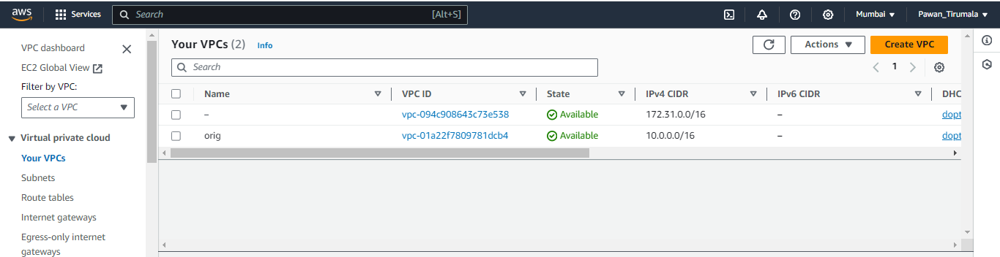 aws Services Search [Alt+S] Mumbai Pawan_Tirumala
VPC dashboard
EC2 Global View
Filter by VPC:
Select a VPC
Virtual private cloud
Your VPCs
Subnets
Route tables
Internet gateways
Egress-only internet
gateways
Your VPCs (2) Info Actions Create VPC
Search 1
Name VPC ID State IPv4 CIDR IPv6 CIDR DHC
– vpc-094c908643c73e538 Available 172.31.0.0/16 – dopt
orig vpc-01a22f7809781dcb4 Available 10.0.0.0/16 – dopt